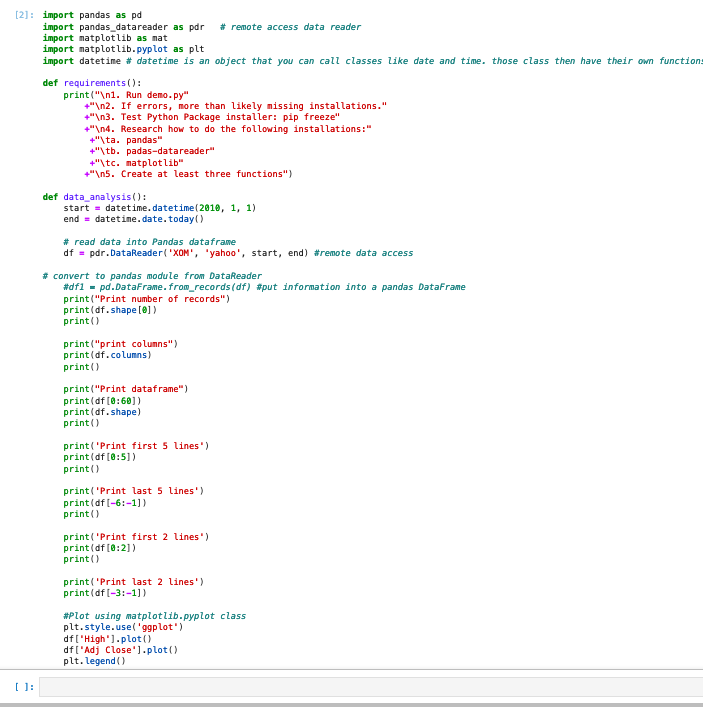 [2]: import pandas as pd
import pandas_datareader as pdr   # remote access data reader
import matplotlib as mat
import matplotlib.pyplot as plt
import datetime # datetime is an object that you can call classes like date and time. those class then have their own functions
def requirements():
    print("\n1. Run demo.py"
        +"\n2. If errors, more than likely missing installations."
        +"\n3. Test Python Package installer: pip freeze"
        +"\n4. Research how to do the following installations:"
         +"\ta. pandas"
         +"\tb. padas-datareader"
         +"\tc. matplotlib"
        +"\n5. Create at least three functions")
def data_analysis():
    start = datetime.datetime(2010, 1, 1)
    end = datetime.date.today()
    # read data into Pandas dataframe
    df = pdr.DataReader('XOM', 'yahoo', start, end) #remote data access
# convert to pandas module from DataReader
    #df1 = pd.DataFrame.from_records(df) #put information into a pandas DataFrame
    print("Print number of records")
    print(df.shape[0])
    print()
    print("print columns")
    print(df.columns)
    print()
    print("Print dataframe")
    print(df[0:60])
    print(df.shape)
    print()
    print('Print first 5 lines')
    print(df[0:5])
    print()
    print('Print last 5 lines')
    print(df[-6:-1])
    print()
    print('Print first 2 lines')
    print(df[0:2])
    print()
    print('Print last 2 lines')
    print(df[-3:-1])
    #Plot using matplotlib.pyplot class
    plt.style.use('ggplot')
    df['High'].plot()
    df['Adj Close'].plot()
    plt.legend()
[ ]: